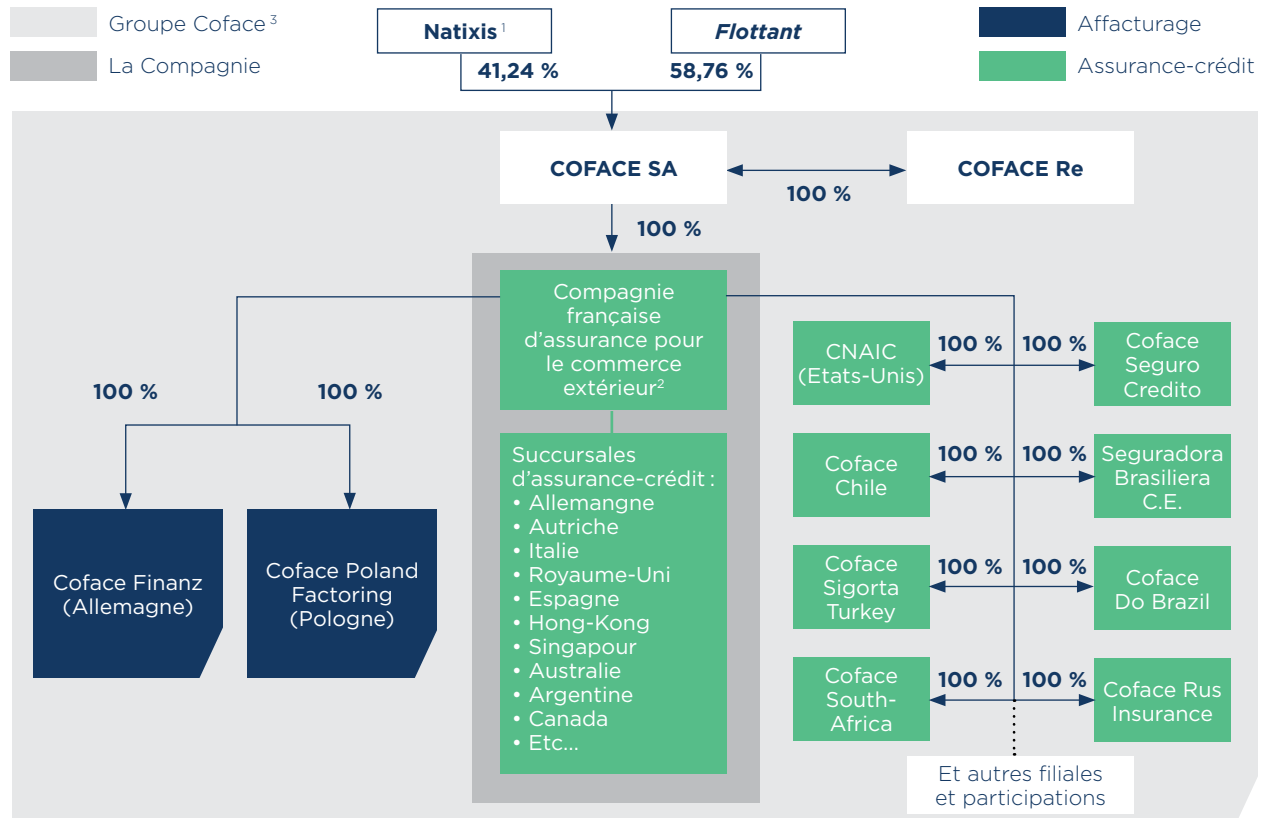 Groupe Coface ³
La Compagnie
Natixis ¹
Flottant
Affacturage
Assurance-crédit
41,24 %
58,76 %
COFACE SA
COFACE Re
100 %
100 %
Compagnie
française
d'assurance pour
le commerce
extérieur²
Succursales
d'assurance-crédit :
• Allemangne
• Autriche
• Italie
• Royaume-Uni
• Espagne
• Hong-Kong
• Singapour
• Australie
• Argentine
• Canada
• Etc...
100 %
100 %
Coface Finanz
(Allemagne)
Coface Poland
Factoring
(Pologne)
CNAIC
(Etats-Unis)
100 %
100 %
Coface
Seguro
Credito
Coface
Chile
100 %
100 %
Seguradora
Brasiliera
C.E.
Coface
Sigorta
Turkey
100 %
100 %
Coface
Do Brazil
Coface
South-
Africa
100 %
100 %
Coface Rus
Insurance
Et autres filiales
et participations